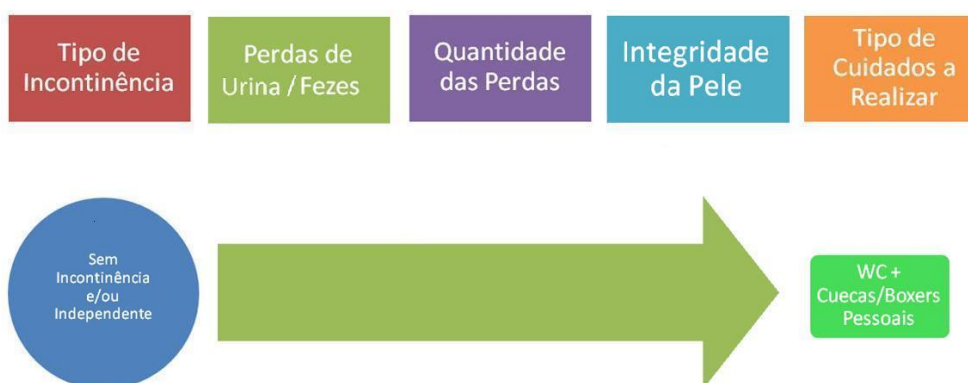 Tipo de
Incontinência
Perdas de
Urina / Fezes
Quantidade
das Perdas
Integridade
da Pele
Tipo de
Cuidados a
Realizar
Sem
Incontinência
e/ou
Independente
WC +
Cuecas/Boxers
Pessoais